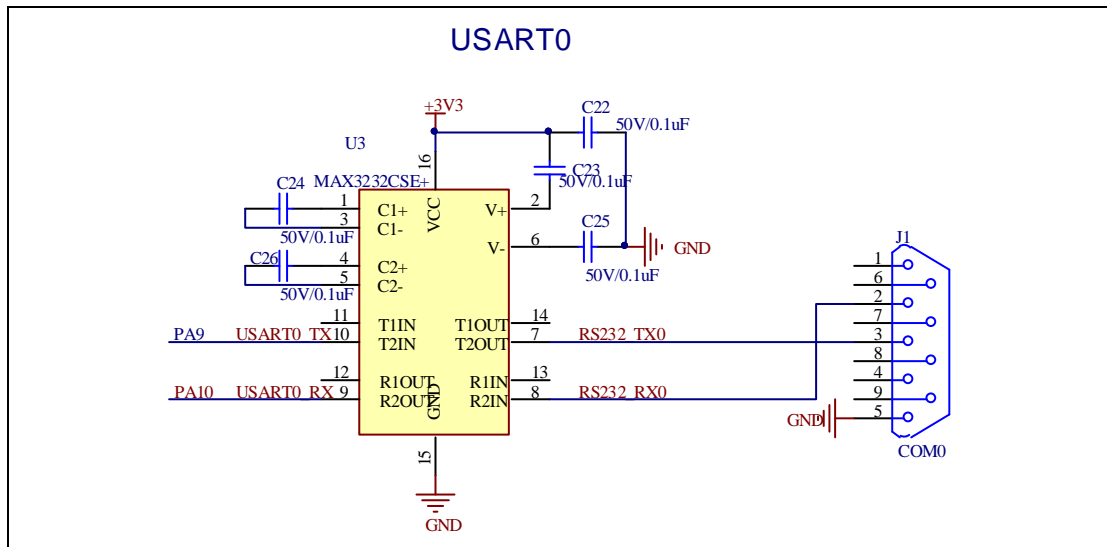 USART0
+3V3
C22
50V/0.1uF
U3
16
C23
50V/0.1uF
MAX3232CSE+
C24
1
C1+
VCC
V+
2
3
C1-
50V/0.1uF
C25
V-
6
GND
50V/0.1uF
C26
4
C2+
5
C2-
50V/0.1uF
11
T1IN
T1OUT
14
PA9
USART0_TX
10
T2IN
T2OUT
7
RS232_TX0
12
R1OUT
R1IN
13
PA10
USART0_RX
9
R2OUT
GND
R2IN
8
RS232_RX0
15
GND
J1
1
6
2
7
3
8
4
9
GND
5
COM0